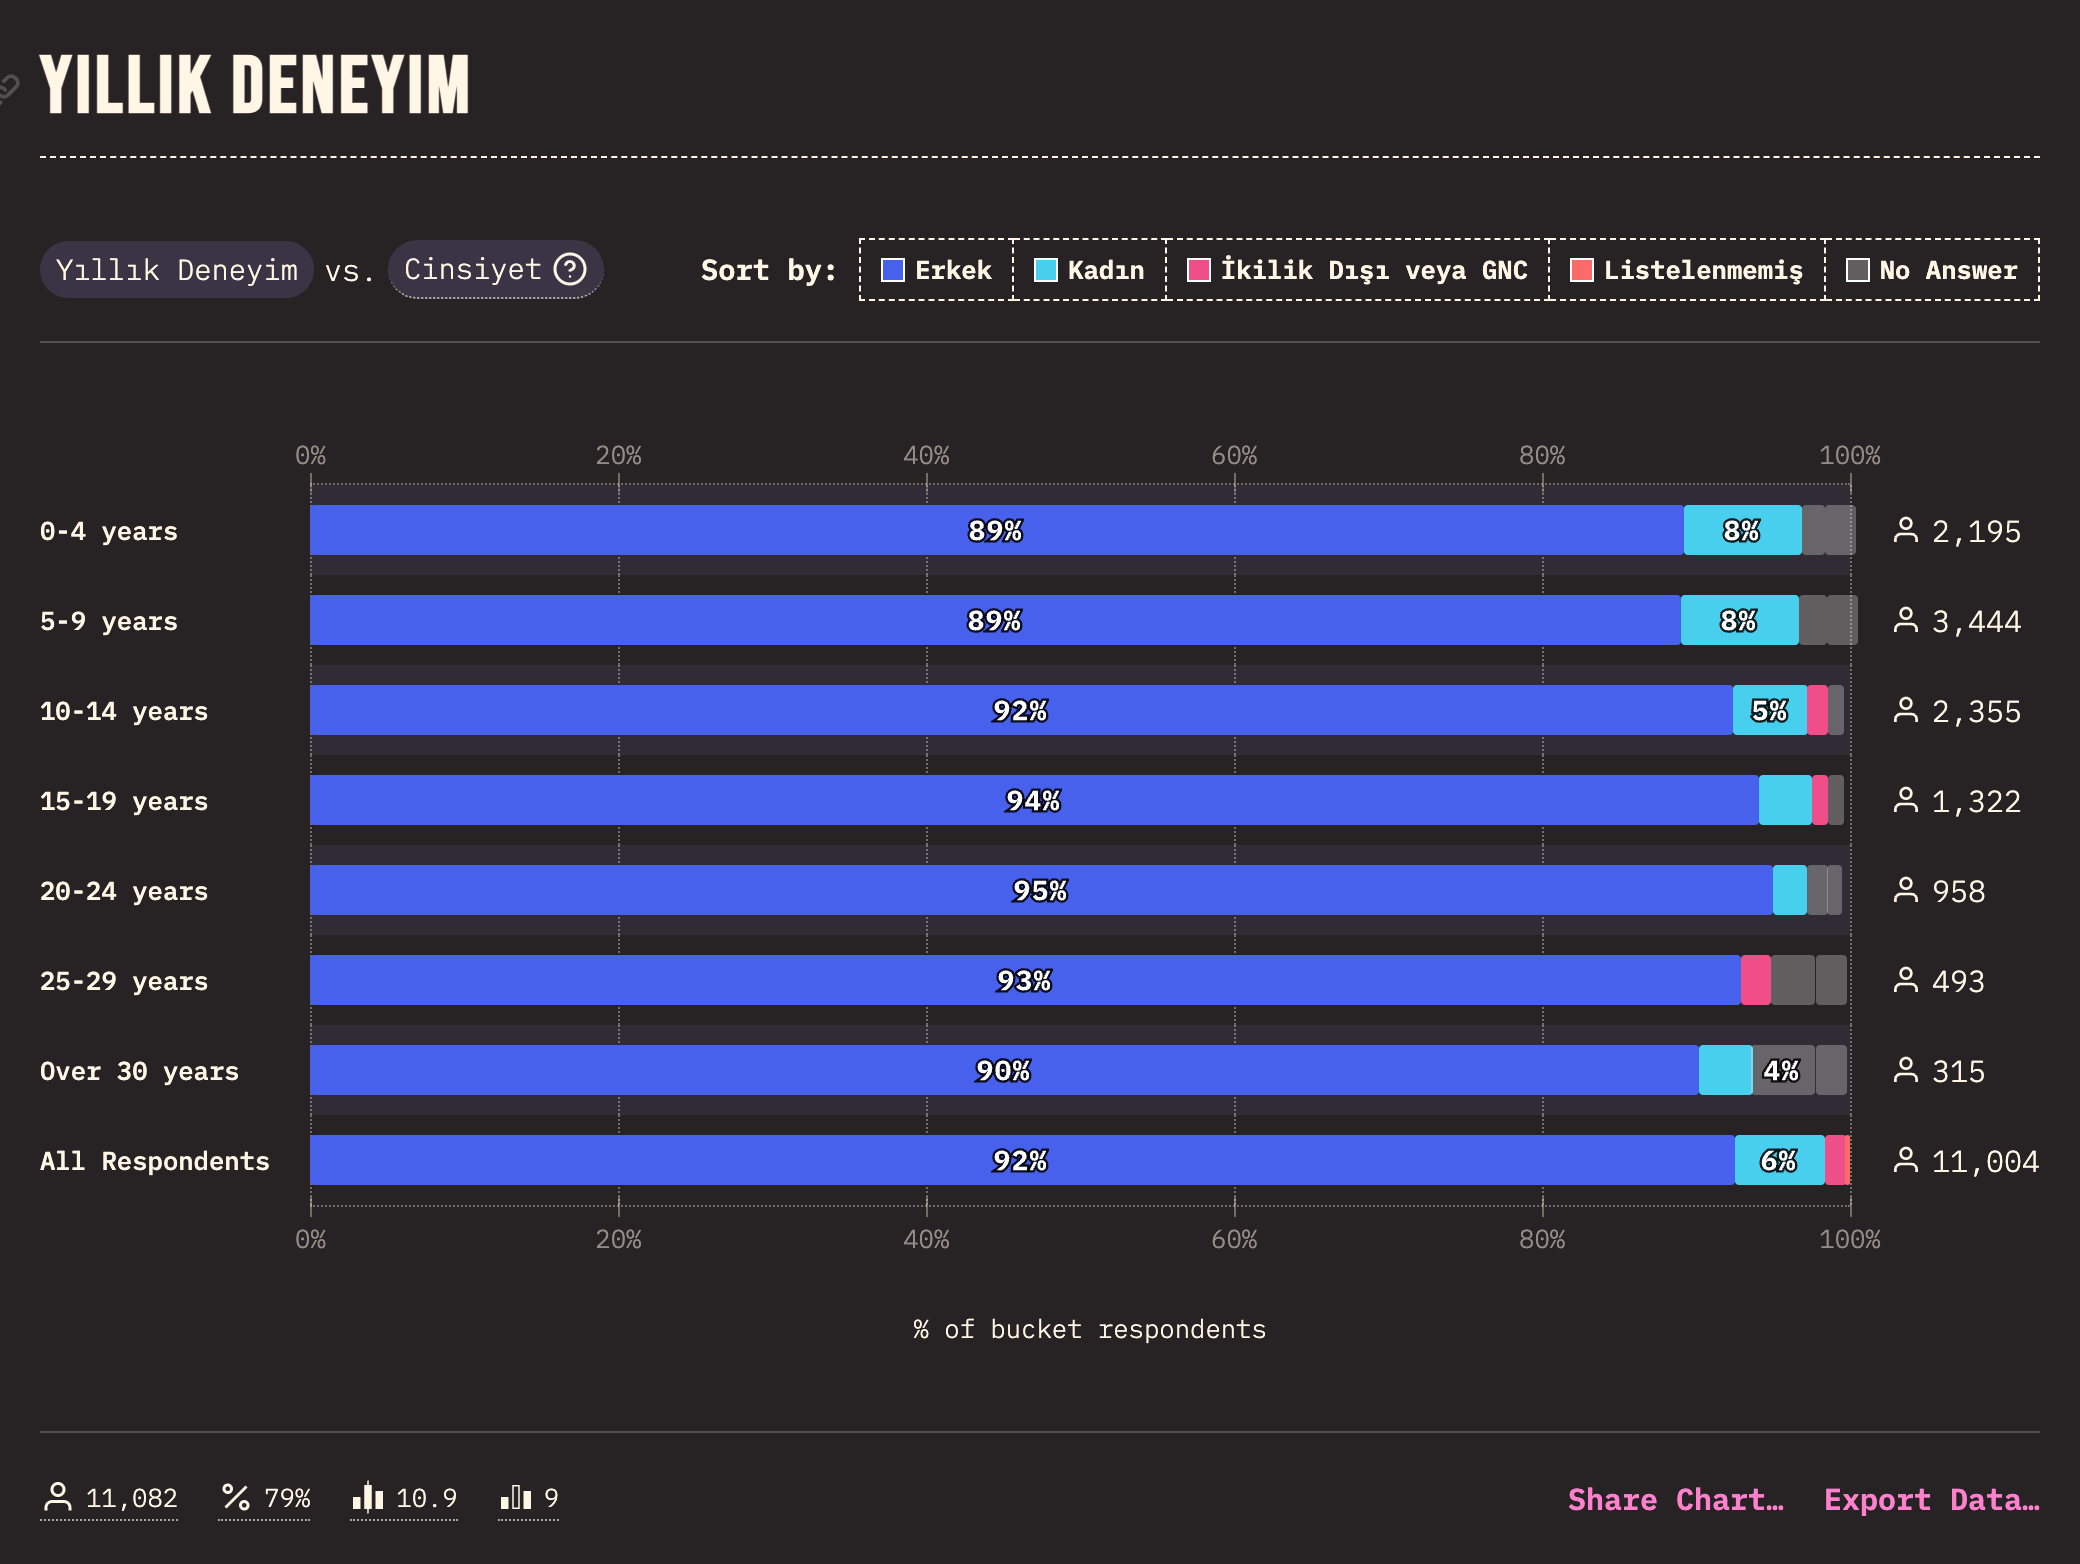 YILLIK DENEYIM
Yıllık Deneyim vs. Cinsiyet ? Sort by: Erkek Kadın İkilik Dışı veya GNC Listelenmemiş No Answer
0% 20% 40% 60% 80% 100%
0-4 years 89% 8% 2,195
5-9 years 89% 8% 3,444
10-14 years 92% 5% 2,355
15-19 years 94% 1,322
20-24 years 95% 958
25-29 years 93% 493
Over 30 years 90% 4% 315
All Respondents 92% 6% 11,004
0% 20% 40% 60% 80% 100%
% of bucket respondents
11,082 79% 10.9 9 Share Chart… Export Data…